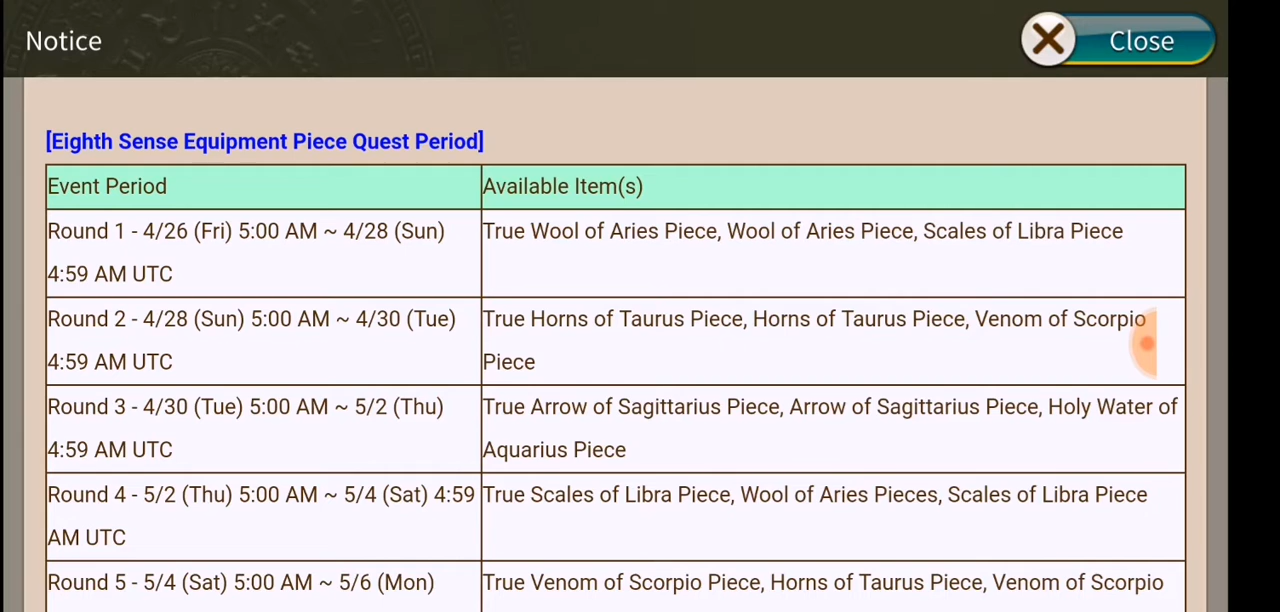 Notice
Close
[Eighth Sense Equipment Piece Quest Period]
Event Period
Available Item(s)
Round 1 - 4/26 (Fri) 5:00 AM ~ 4/28 (Sun)
4:59 AM UTC
True Wool of Aries Piece, Wool of Aries Piece, Scales of Libra Piece
Round 2 - 4/28 (Sun) 5:00 AM ~ 4/30 (Tue)
4:59 AM UTC
True Horns of Taurus Piece, Horns of Taurus Piece, Venom of Scorpio
Piece
Round 3 - 4/30 (Tue) 5:00 AM ~ 5/2 (Thu)
4:59 AM UTC
True Arrow of Sagittarius Piece, Arrow of Sagittarius Piece, Holy Water of
Aquarius Piece
Round 4 - 5/2 (Thu) 5:00 AM ~ 5/4 (Sat) 4:59
AM UTC
True Scales of Libra Piece, Wool of Aries Pieces, Scales of Libra Piece
Round 5 - 5/4 (Sat) 5:00 AM ~ 5/6 (Mon)
True Venom of Scorpio Piece, Horns of Taurus Piece, Venom of Scorpio